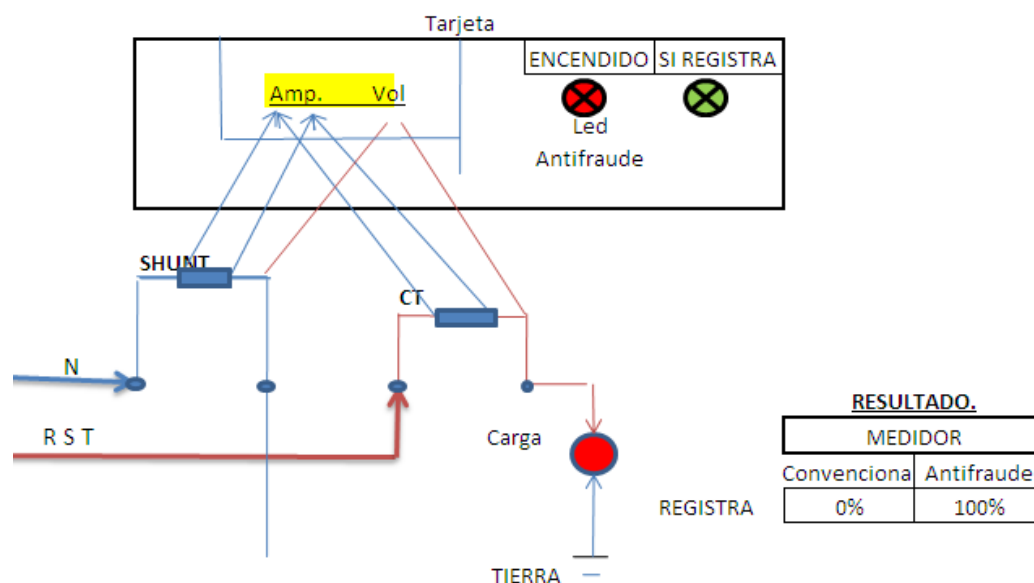 Tarjeta
ENCENDIDO SI REGISTRA
Amp. Vol
Led
Antifraude
SHUNT
CT
N
R S T
Carga
RESULTADO.
MEDIDOR
Convenciona Antifraude
REGISTRA 0% 100%
TIERRA